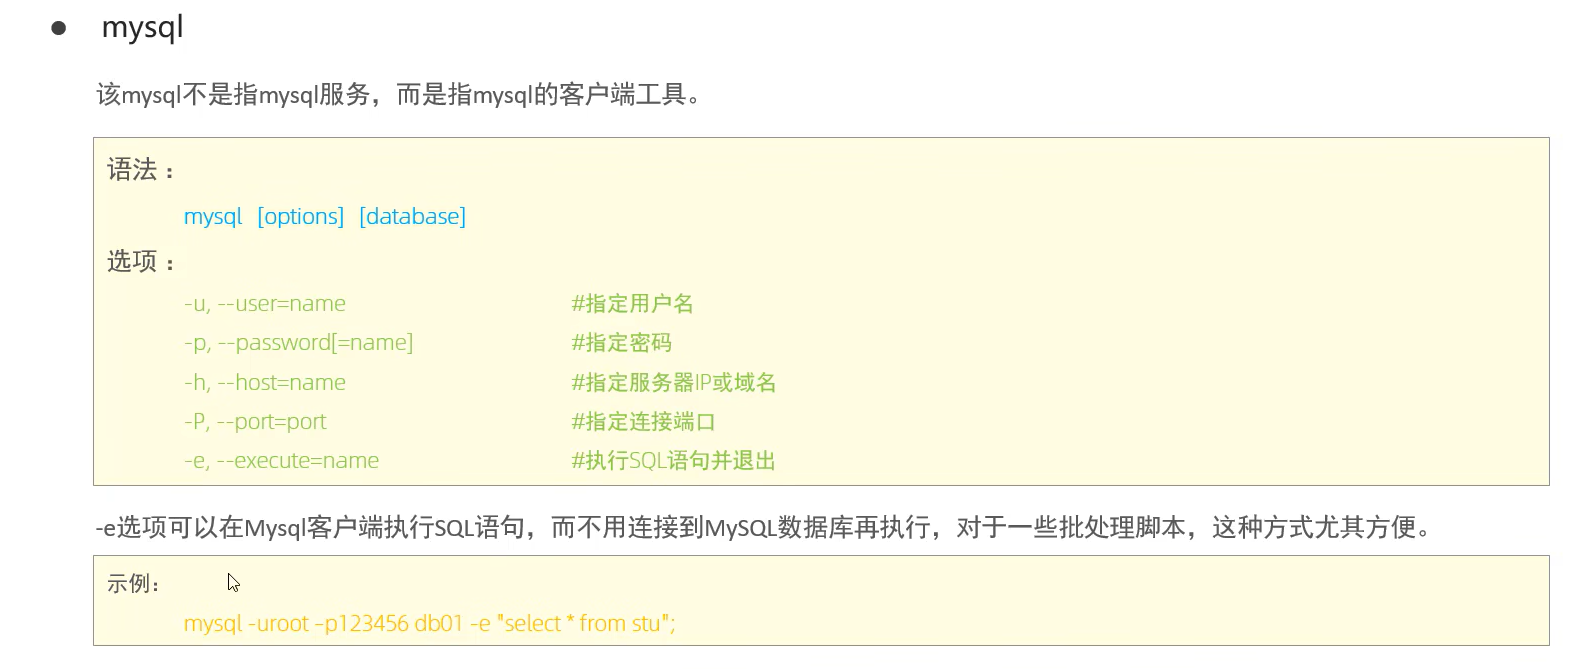 ● mysql
该mysql不是指mysql服务，而是指mysql的客户端工具。
语法 ：
mysql [options] [database]
选项 ：
-u, --user=name #指定用户名
-p, --password[=name] #指定密码
-h, --host=name #指定服务器IP或域名
-P, --port=port #指定连接端口
-e, --execute=name #执行SQL语句并退出
-e选项可以在Mysql客户端执行SQL语句，而不用连接到MySQL数据库再执行，对于一些批处理脚本，这种方式尤其方便。
示例：
mysql -uroot –p123456 db01 -e "select * from stu";